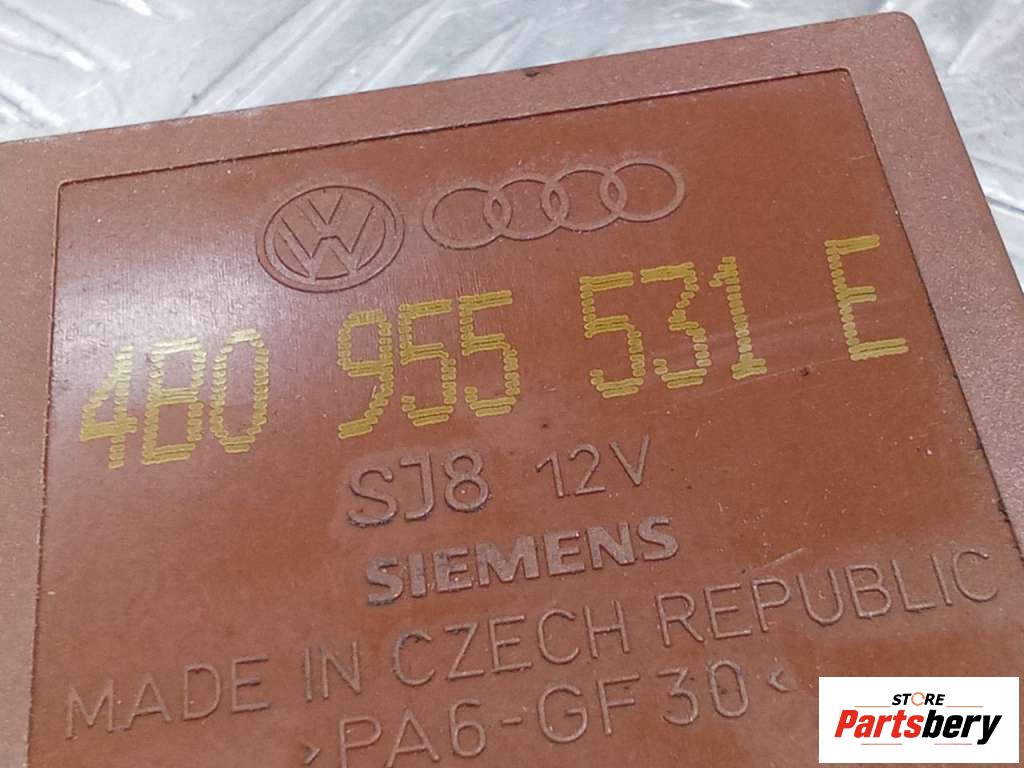 4B0 955 531 E
SJ8 12V
SIEMENS
MADE IN CZECH REPUBLIC
>PA6-GF30<
STORE
Partsbery